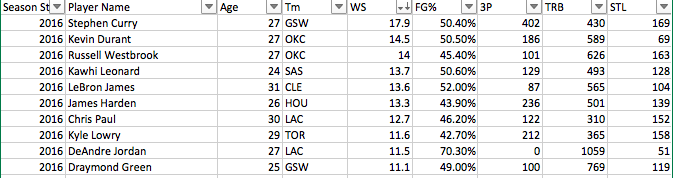 Season St Player Name Age Tm WS FG% 3P TRB STL
2016 Stephen Curry 27 GSW 17.9 50.40% 402 430 169
2016 Kevin Durant 27 OKC 14.5 50.50% 186 589 69
2016 Russell Westbrook 27 OKC 14 45.40% 101 626 163
2016 Kawhi Leonard 24 SAS 13.7 50.60% 129 493 128
2016 LeBron James 31 CLE 13.6 52.00% 87 565 104
2016 James Harden 26 HOU 13.3 43.90% 236 501 139
2016 Chris Paul 30 LAC 12.7 46.20% 122 310 152
2016 Kyle Lowry 29 TOR 11.6 42.70% 212 365 158
2016 DeAndre Jordan 27 LAC 11.5 70.30% 0 1059 51
2016 Draymond Green 25 GSW 11.1 49.00% 100 769 119